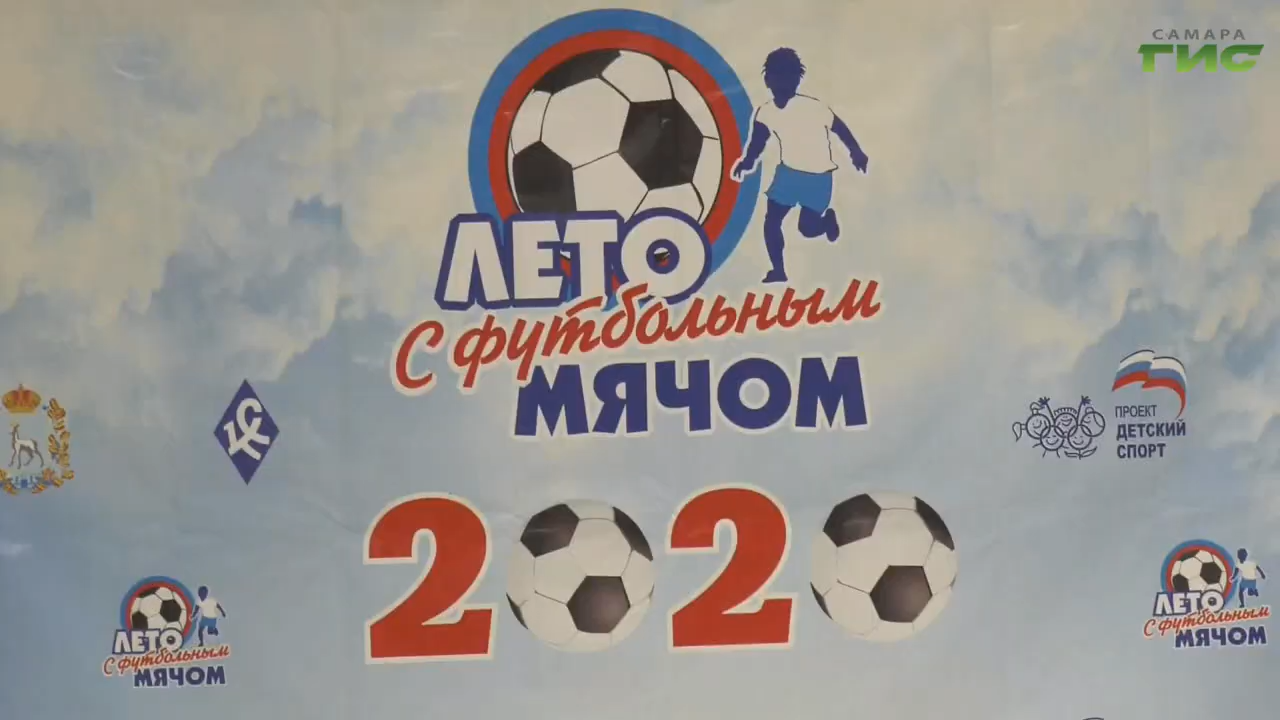 САМАРА
ГИС
ЛЕТО
С футбольным
МЯЧОМ
ПРОЕКТ
ДЕТСКИЙ
СПОРТ
2020
ЛЕТО
С футбольным
МЯЧОМ
ЛЕТО
С футбольным
МЯЧОМ